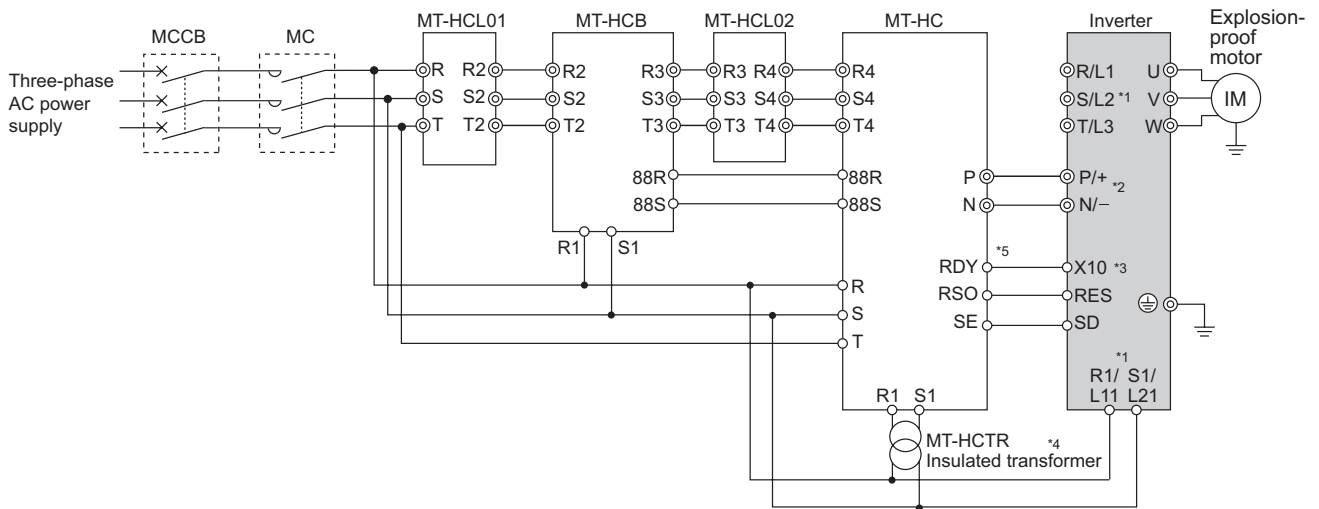 MCCB
MC
MT-HCL01
MT-HCB
MT-HCL02
MT-HC
Inverter
Explosion-
proof
motor
Three-phase
AC power
supply
R R2 R2 R3 R3 R4 R4 R/L1 U
S S2 S2 S3 S3 S4 S4 S/L2 *1 V IM
T T2 T2 T3 T3 T4 T4 T/L3 W
88R 88R P P/+
*2
88S 88S N N/−
R1 S1
*5
RDY X10 *3
R RSO RES
S SE SD
T
*1
R1/ S1/
R1 S1 L11 L21
MT-HCTR *4
Insulated transformer